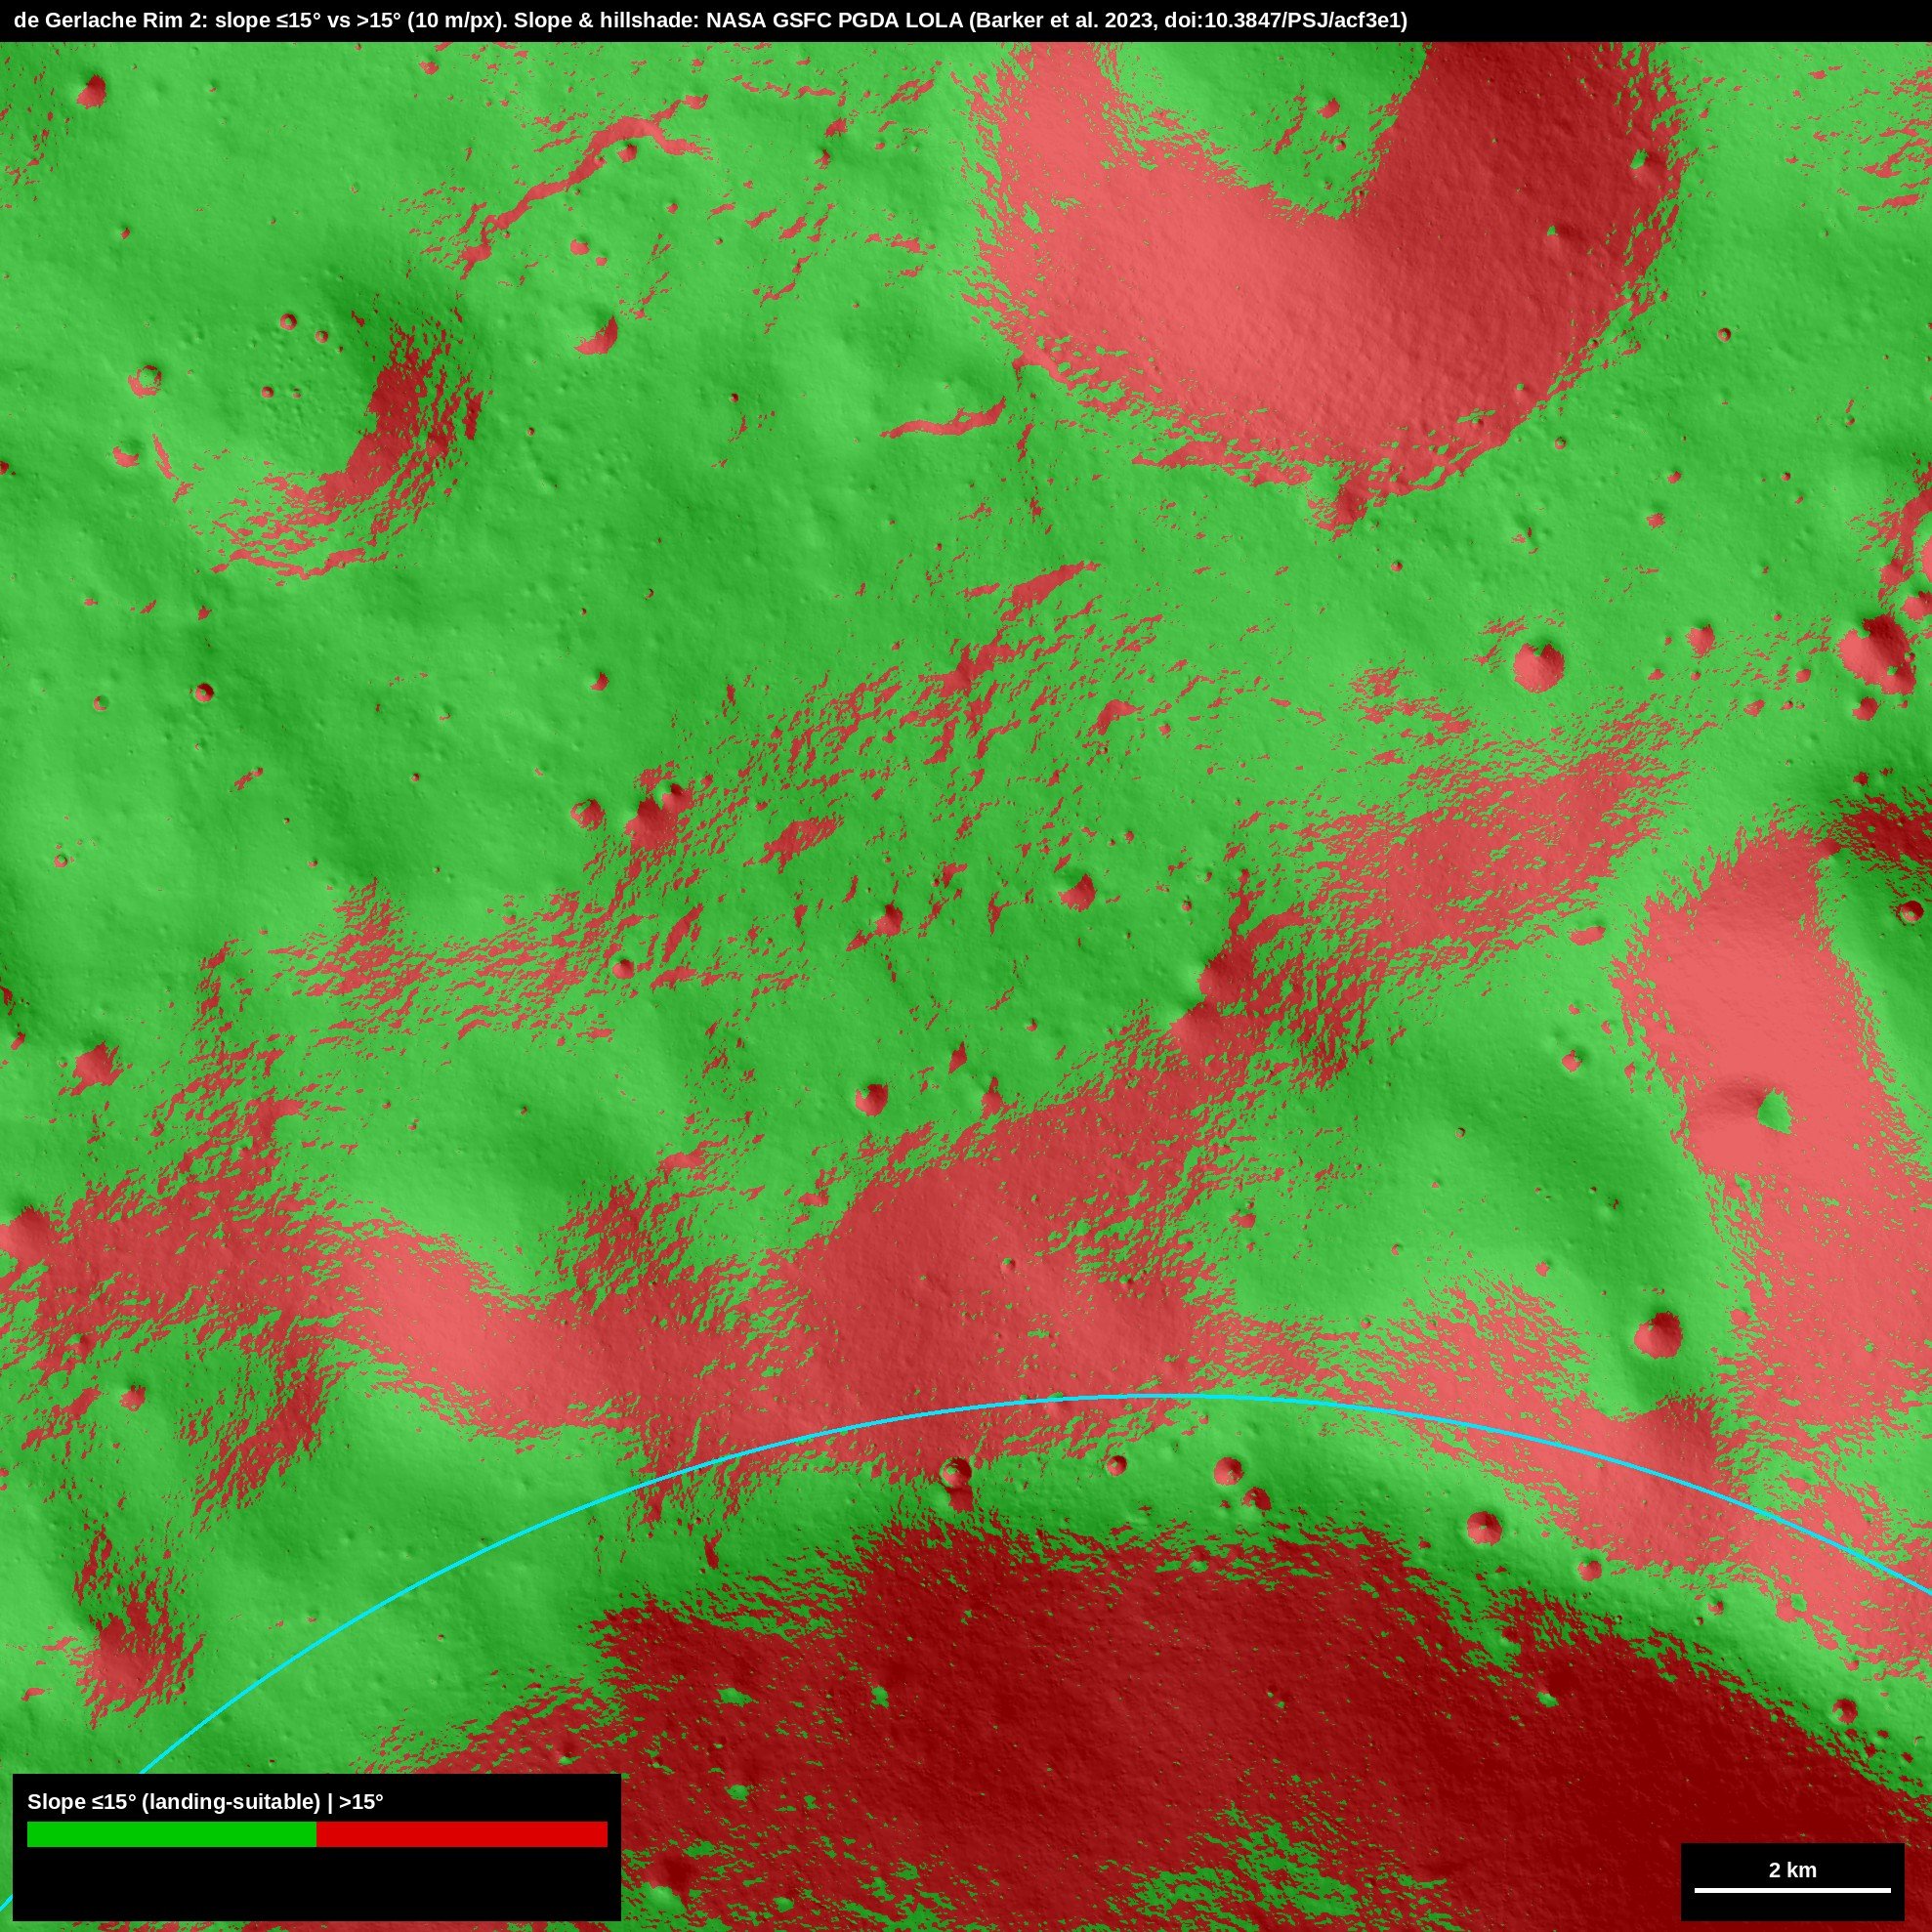 de Gerlache Rim 2: slope ≤15° vs >15° (10 m/px). Slope & hillshade: NASA GSFC PGDA LOLA (Barker et al. 2023, doi:10.3847/PSJ/acf3e1)
Slope ≤15° (landing-suitable) | >15°
2 km